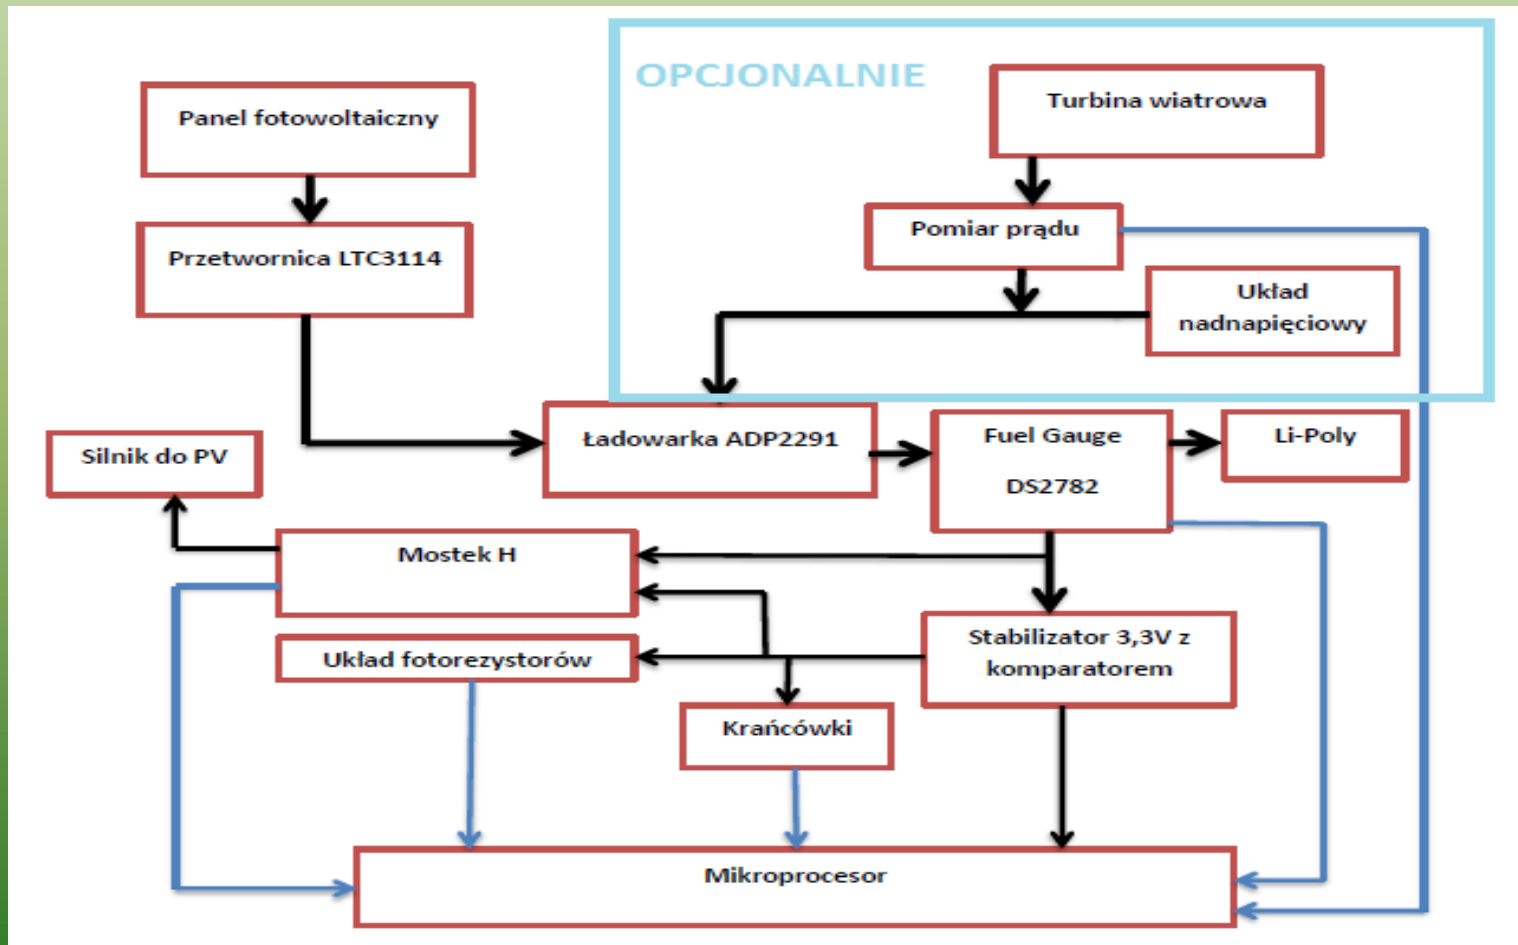 OPCJONALNIE
Panel fotowoltaiczny
Turbina wiatrowa
Przetwornica LTC3114
Pomiar prądu
Układ
nadnapięciowy
Silnik do PV
Ładowarka ADP2291
Fuel Gauge
DS2782
Li-Poly
Mostek H
Układ fotorezystorów
Stabilizator 3,3V z
komparatorem
Krańcówki
Mikroprocesor